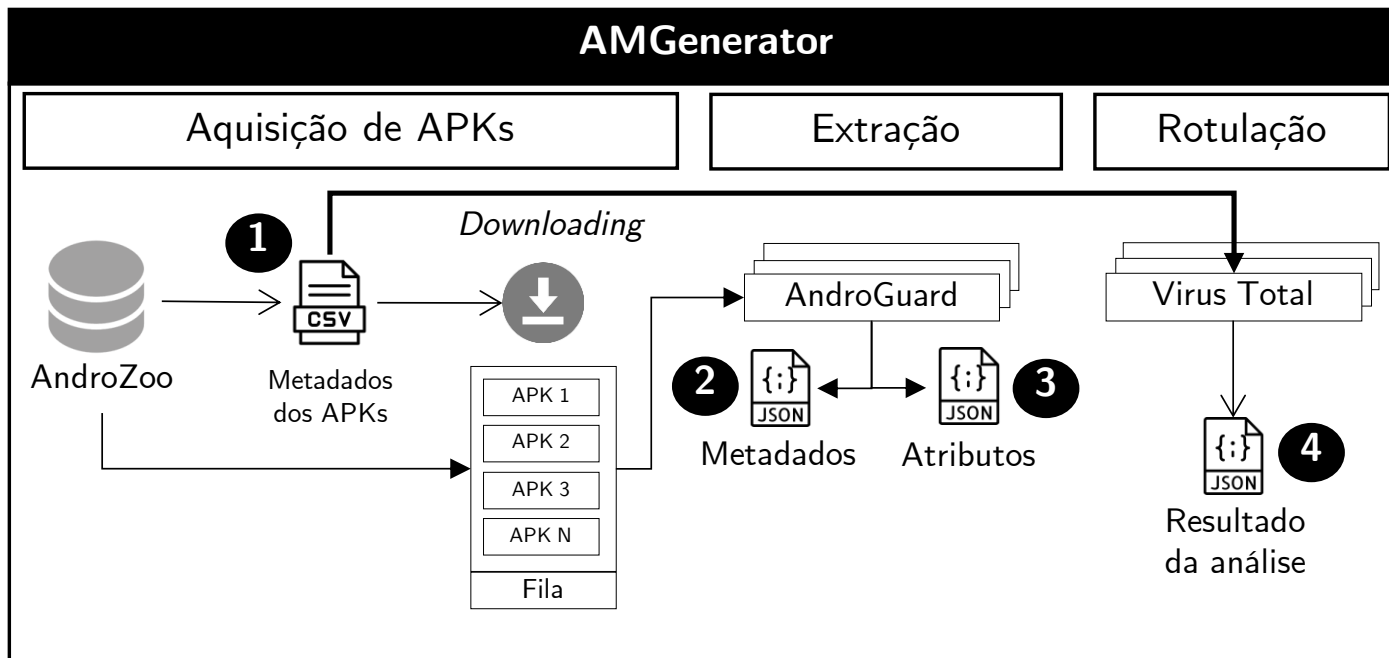 AMGenerator
Aquisição de APKs
Extração
Rotulação
1
Downloading
CSV
AndroZoo
Metadados
dos APKs
APK 1
APK 2
APK 3
APK N
Fila
AndroGuard
2
{;}
JSON
Metadados
{;}
JSON
3
Atributos
Virus Total
{;}
JSON
4
Resultado
da análise